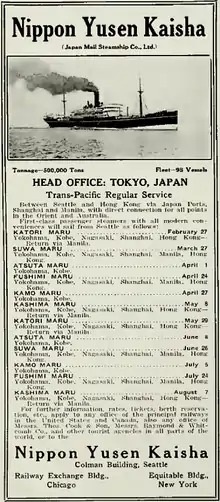 Nippon Yusen Kaisha
(Japan Mail Steamship Co., Ltd.)
Tonnage—500,000 Tons Fleet—98 Vessels
HEAD OFFICE: TOKYO, JAPAN
Trans-Pacific Regular Service
Between Seattle and Hong Kong via Japan Ports,
Shanghai and Manila, with direct connection for all points
in the Orient and Australia.
First-class passenger steamers with all modern con-
veniences will sail from Seattle as follows:
KATORI MARU February 27
Yokohama, Kobe, Nagasaki, Shanghai, Hong Kong—
Return via Manila.
SUWA MARU March 27
Yokohama, Kobe, Nagasaki, Shanghai, Manila, Hong
Kong.
ATSUTA MARU April 1
Yokohama, Kobe.
FUSHIMI MARU April 24
Yokohama, Kobe, Nagasaki, Shanghai, Manila, Hong
Kong.
KAMO MARU April 27
Yokohama, Kobe.
KASHIMA MARU May 8
Yokohama, Kobe, Nagasaki, Shanghai, Hong Kong—
Return via Manila.
KATORI MARU May 29
Yokohama, Kobe, Nagasaki, Shanghai, Hong Kong—
Return via Manila
ATSUTA MARU June 8
Yokohama, Kobe.
SUWA MARU June 26
Yokohama, Kobe, Nagasaki, Shanghai, Manila, Hong
Kong.
KAMO MARU July 5
Yokohama, Kobe.
FUSHIMI MARU July 24
Yokohama, Kobe, Nagasaki, Shanghai, Manila, Hong
Kong.
KASHIMA MARU August 7
Yokohama, Kobe, Nagasaki, Shanghai, Hong Kong—
Return via Manila.
For further information, rates, tickets, berth reserva-
tion, etc., apply to any office of the principal railways
in the United States and Canada, also any office of
Messrs. Thos. Cook & Son, Messrs. Raymond & Whit-
comb Co., and other tourist agencies in all parts of the
world, or to the
Nippon Yusen Kaisha
Colman Building, Seattle
Railway Exchange Bldg., Equitable Bldg.,
Chicago New York